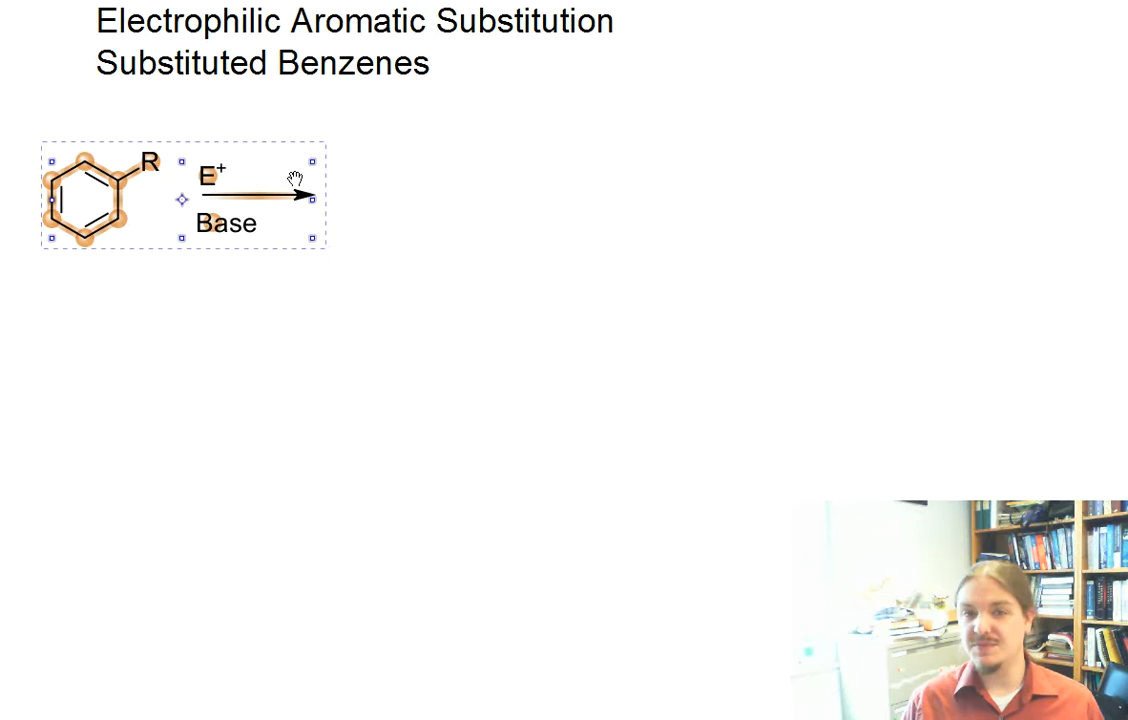 Electrophilic Aromatic Substitution
Substituted Benzenes
R
E+
Base